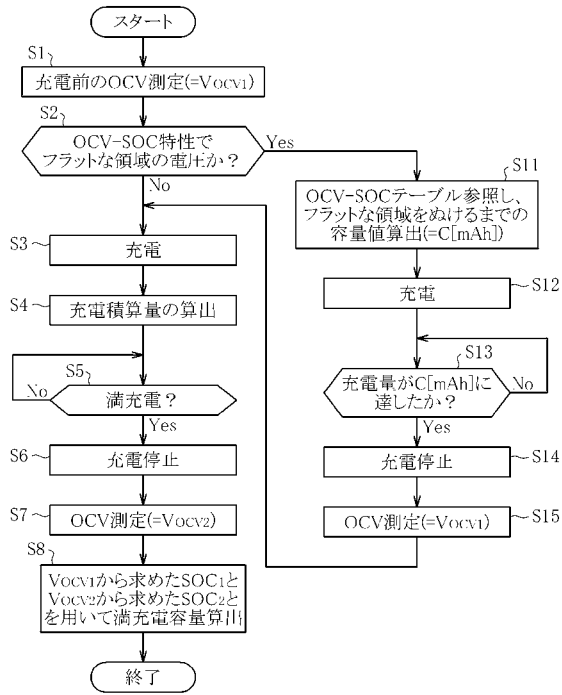 スタート
S1
充電前のOCV測定(=VOCV1)
S2
OCV-SOC特性で
フラットな領域の電圧か?
Yes
No
S3
充電
S4
充電積算量の算出
S5
満充電?
No
Yes
S6
充電停止
S7
OCV測定(=VOCV2)
S8
VOCV1から求めたSOC1と
VOCV2から求めたSOC2と
を用いて満充電容量算出
終了
S11
OCV-SOCテーブル参照し、
フラットな領域をぬけるまでの
容量値算出(=C[mAh])
S12
充電
S13
充電量がC[mAh]に
達したか?
No
Yes
S14
充電停止
S15
OCV測定(=VOCV1)